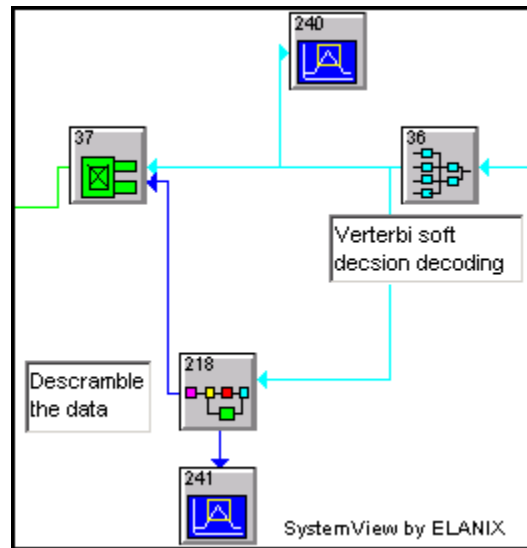 240
37
36
Verterbi soft
decsion decoding
218
Descramble
the data
241
SystemView by ELANIX